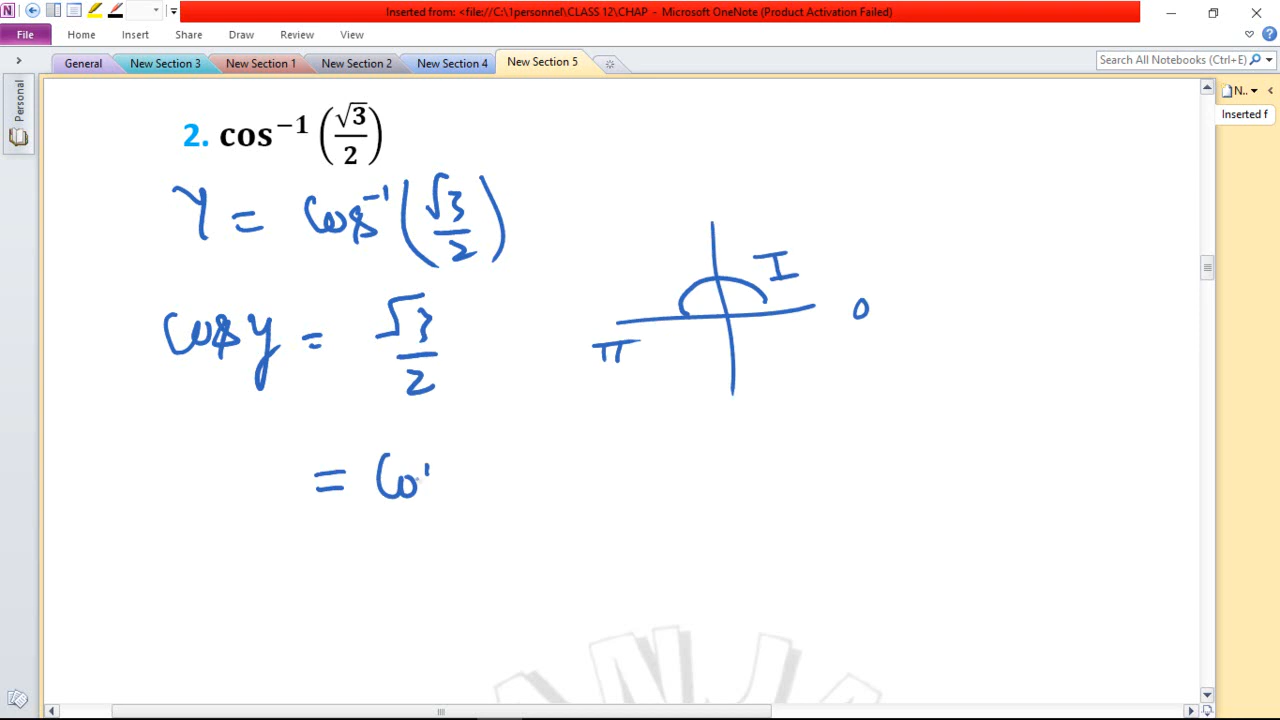 Inserted from: <file://C:\1personnel\CLASS 12\CHAP - Microsoft OneNote (Product Activation Failed)
File Home Insert Share Draw Review View
General New Section 3 New Section 1 New Section 2 New Section 4 New Section 5
Search All Notebooks (Ctrl+E)
N..
Inserted f
Personal
2. cos⁻¹ (√3/2)
Y = cos⁻¹ (√3/2)
I
0
π
cos y = √3/2
= Co